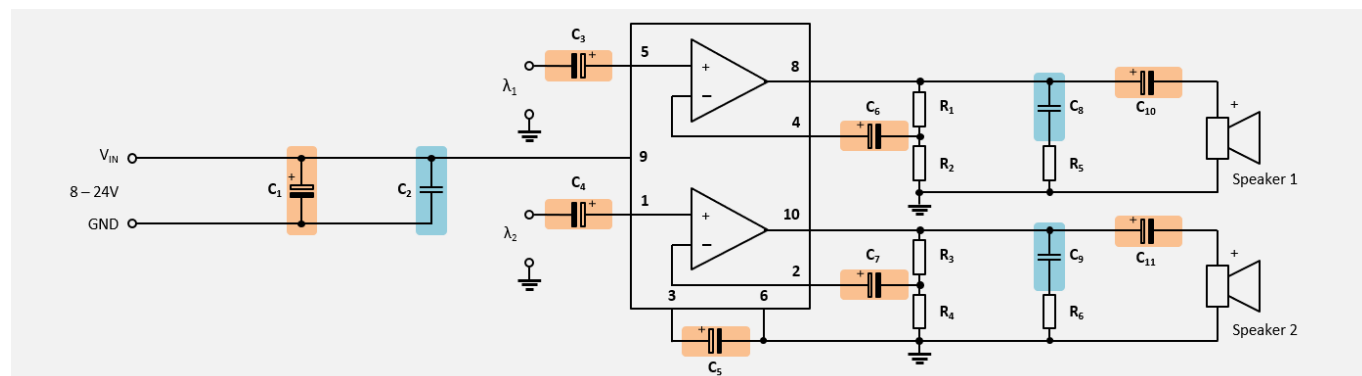 C3
5
+
λ1
+
−
8
4
C6
+
R1
R2
C8
R5
+
C10
+
Speaker 1
VIN
8 – 24V
GND
+
C1
C2
9
C4
+
1
λ2
+
−
10
2
3
6
+
C5
C7
+
R3
R4
C9
R6
+
C11
+
Speaker 2